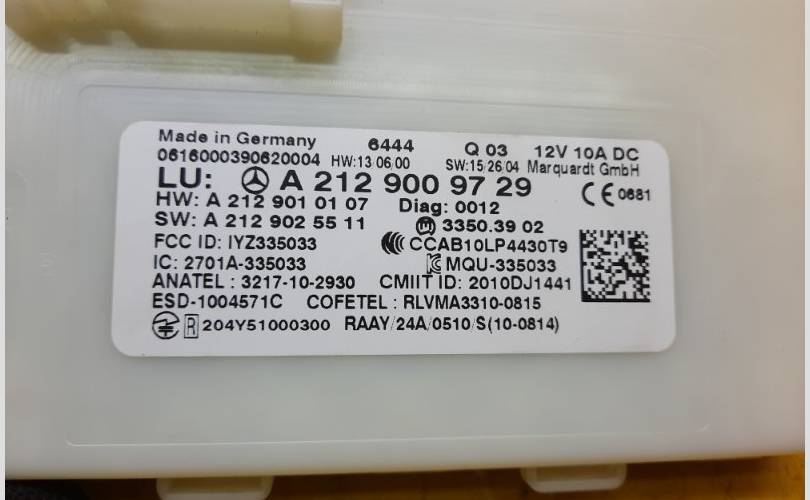 Made in Germany 6444 Q 03 12V 10A DC
0616000390620004 HW:13/06/00 SW:15/26/04 Marquardt GmbH
LU: A 212 900 97 29 CE 0681
HW: A 212 901 01 07 Diag: 0012
SW: A 212 902 55 11 3350.39 02
FCC ID: IYZ335033 CCAB10LP4430T9
IC: 2701A-335033 MQU-335033
ANATEL : 3217-10-2930 CMIIT ID: 2010DJ1441
ESD-1004571C COFETEL : RLVMA3310-0815
R 204Y51000300 RAAY/24A/0510/S(10-0814)